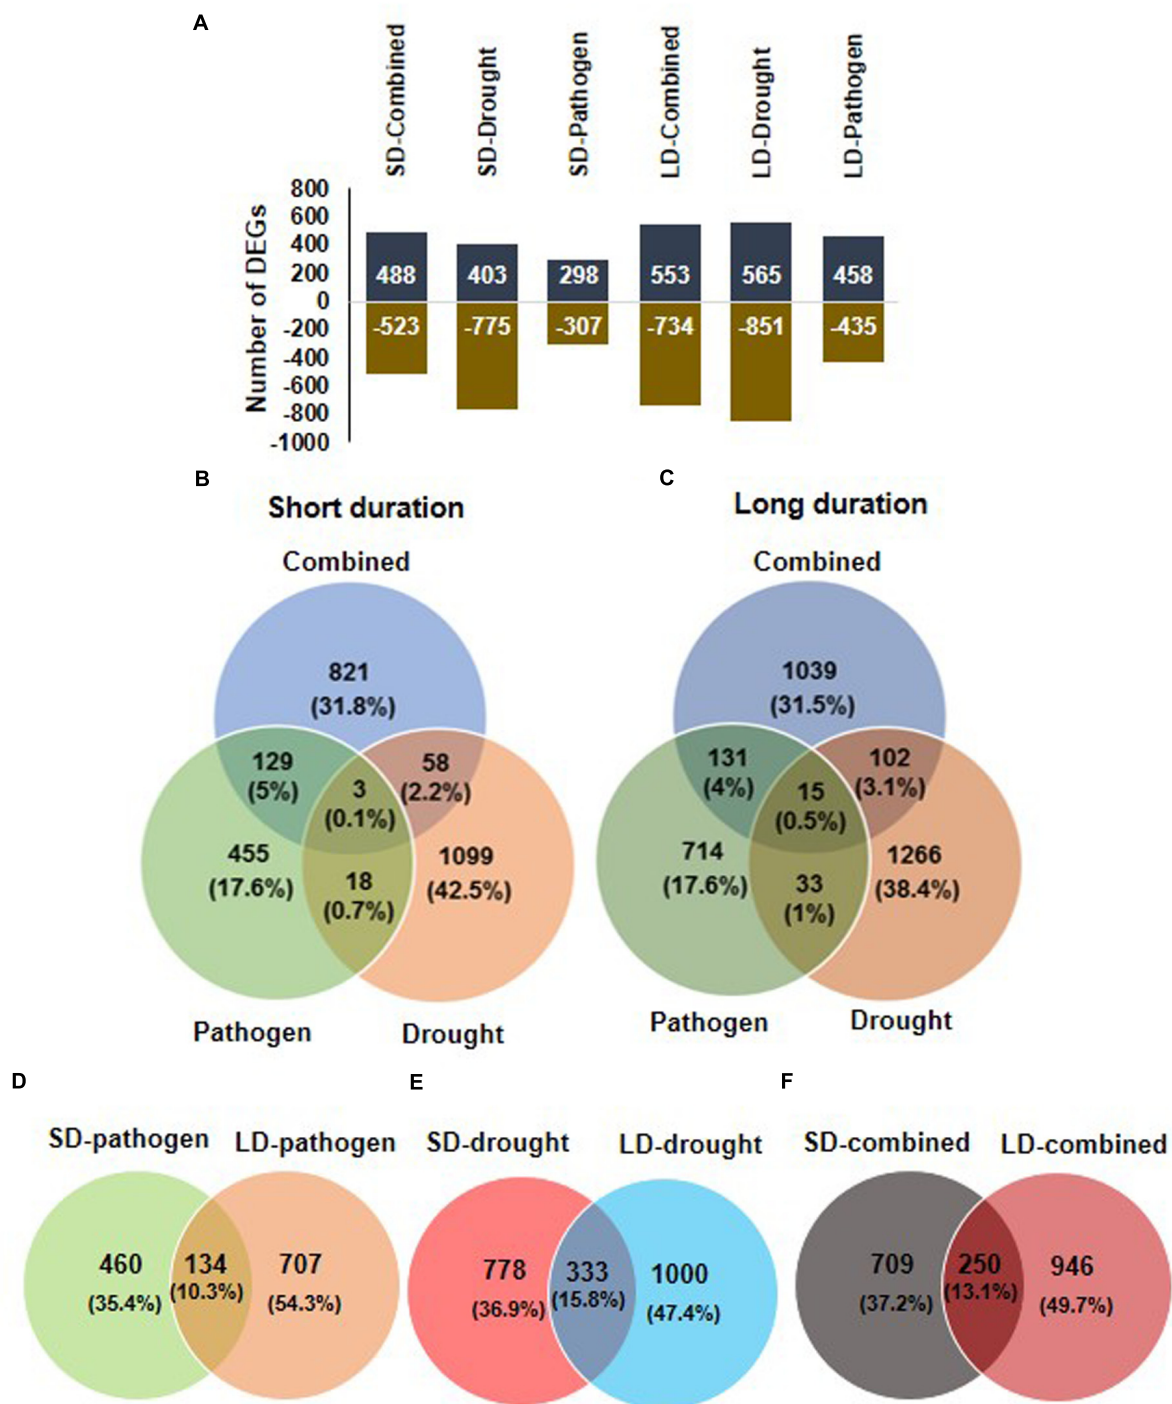 A
SD-Combined
SD-Drought
SD-Pathogen
LD-Combined
LD-Drought
LD-Pathogen
Number of DEGs
800
600
400
200
0
-200
-400
-600
-800
-1000
488 403 298 553 565 458
-523 -775 -307 -734 -851 -435
B
Short duration
Combined
821
(31.8%)
129
(5%)
58
(2.2%)
3
(0.1%)
455
(17.6%)
1099
(42.5%)
18
(0.7%)
Pathogen
Drought
C
Long duration
Combined
1039
(31.5%)
131
(4%)
102
(3.1%)
15
(0.5%)
714
(17.6%)
1266
(38.4%)
33
(1%)
Pathogen
Drought
D
SD-pathogen LD-pathogen
460 134 707
(35.4%) (10.3%) (54.3%)
E
SD-drought LD-drought
778 333 1000
(36.9%) (15.8%) (47.4%)
F
SD-combined LD-combined
709 250 946
(37.2%) (13.1%) (49.7%)